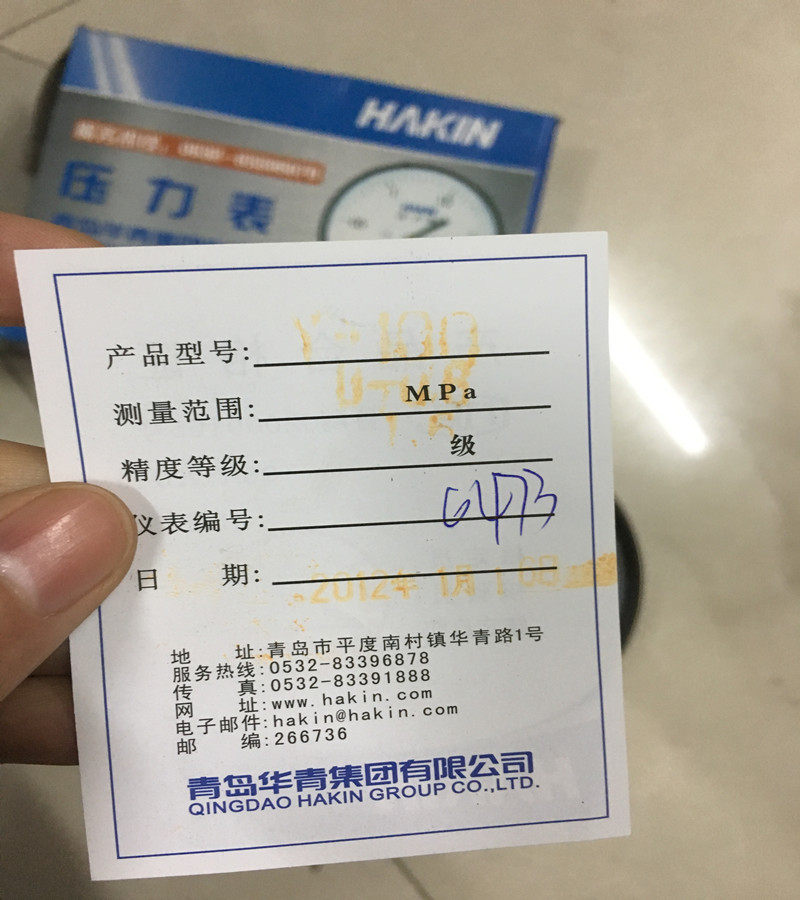 HAKIN
压力表
产品型号: Y-100
测量范围: MPa
精度等级: 1.6 级
仪表编号:
日 期: 2012年1月10日
地 址:青岛市平度南村镇华青路1号
服务热线:0532-83396878
传 真:0532-83391888
网 址:www.hakin.com
电子邮件:hakin@hakin.com
邮 编:266736
青岛华青集团有限公司
QINGDAO HAKIN GROUP CO.,LTD.